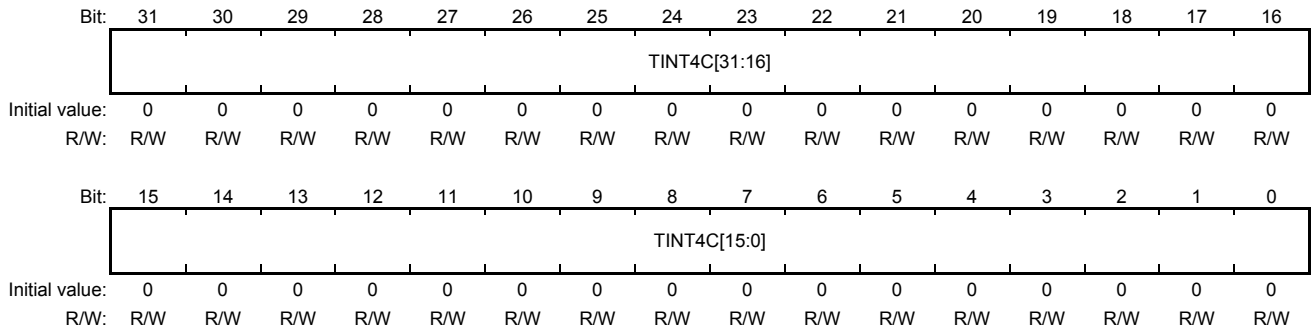 Bit: 31 30 29 28 27 26 25 24 23 22 21 20 19 18 17 16
TINT4C[31:16]
Initial value: 0 0 0 0 0 0 0 0 0 0 0 0 0 0 0 0
R/W: R/W R/W R/W R/W R/W R/W R/W R/W R/W R/W R/W R/W R/W R/W R/W R/W
Bit: 15 14 13 12 11 10 9 8 7 6 5 4 3 2 1 0
TINT4C[15:0]
Initial value: 0 0 0 0 0 0 0 0 0 0 0 0 0 0 0 0
R/W: R/W R/W R/W R/W R/W R/W R/W R/W R/W R/W R/W R/W R/W R/W R/W R/W